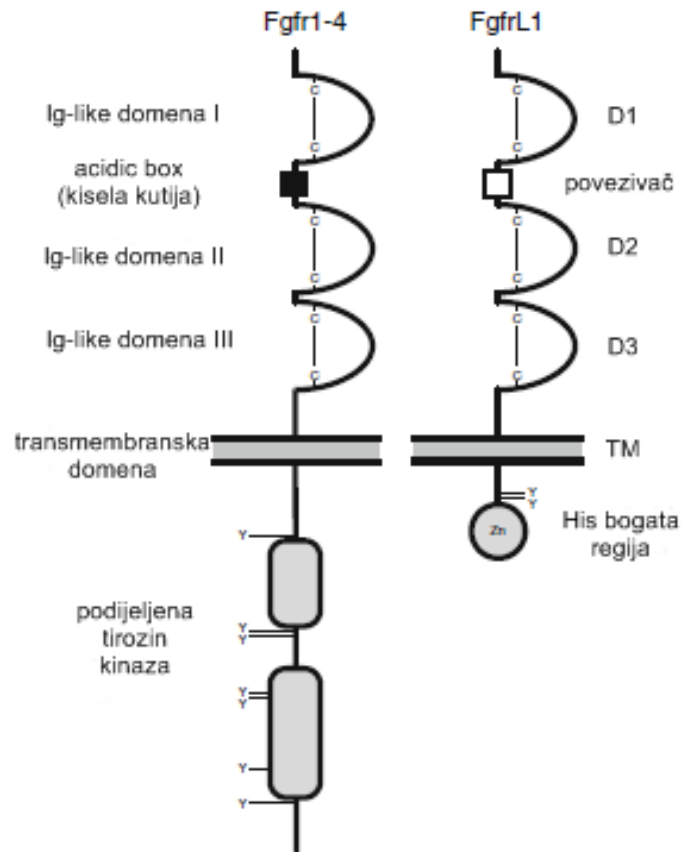 Fgfr1-4
FgfrL1
C
C
Ig-like domena I
C
C
D1
acidic box
(kisela kutija)
povezivač
C
C
Ig-like domena II
C
C
D2
C
C
Ig-like domena III
C
C
D3
transmembranska
domena
TM
Y
Y
Zn
His bogata
regija
Y
podijeljena
tirozin
kinaza
Y
Y
Y
Y
Y
Y